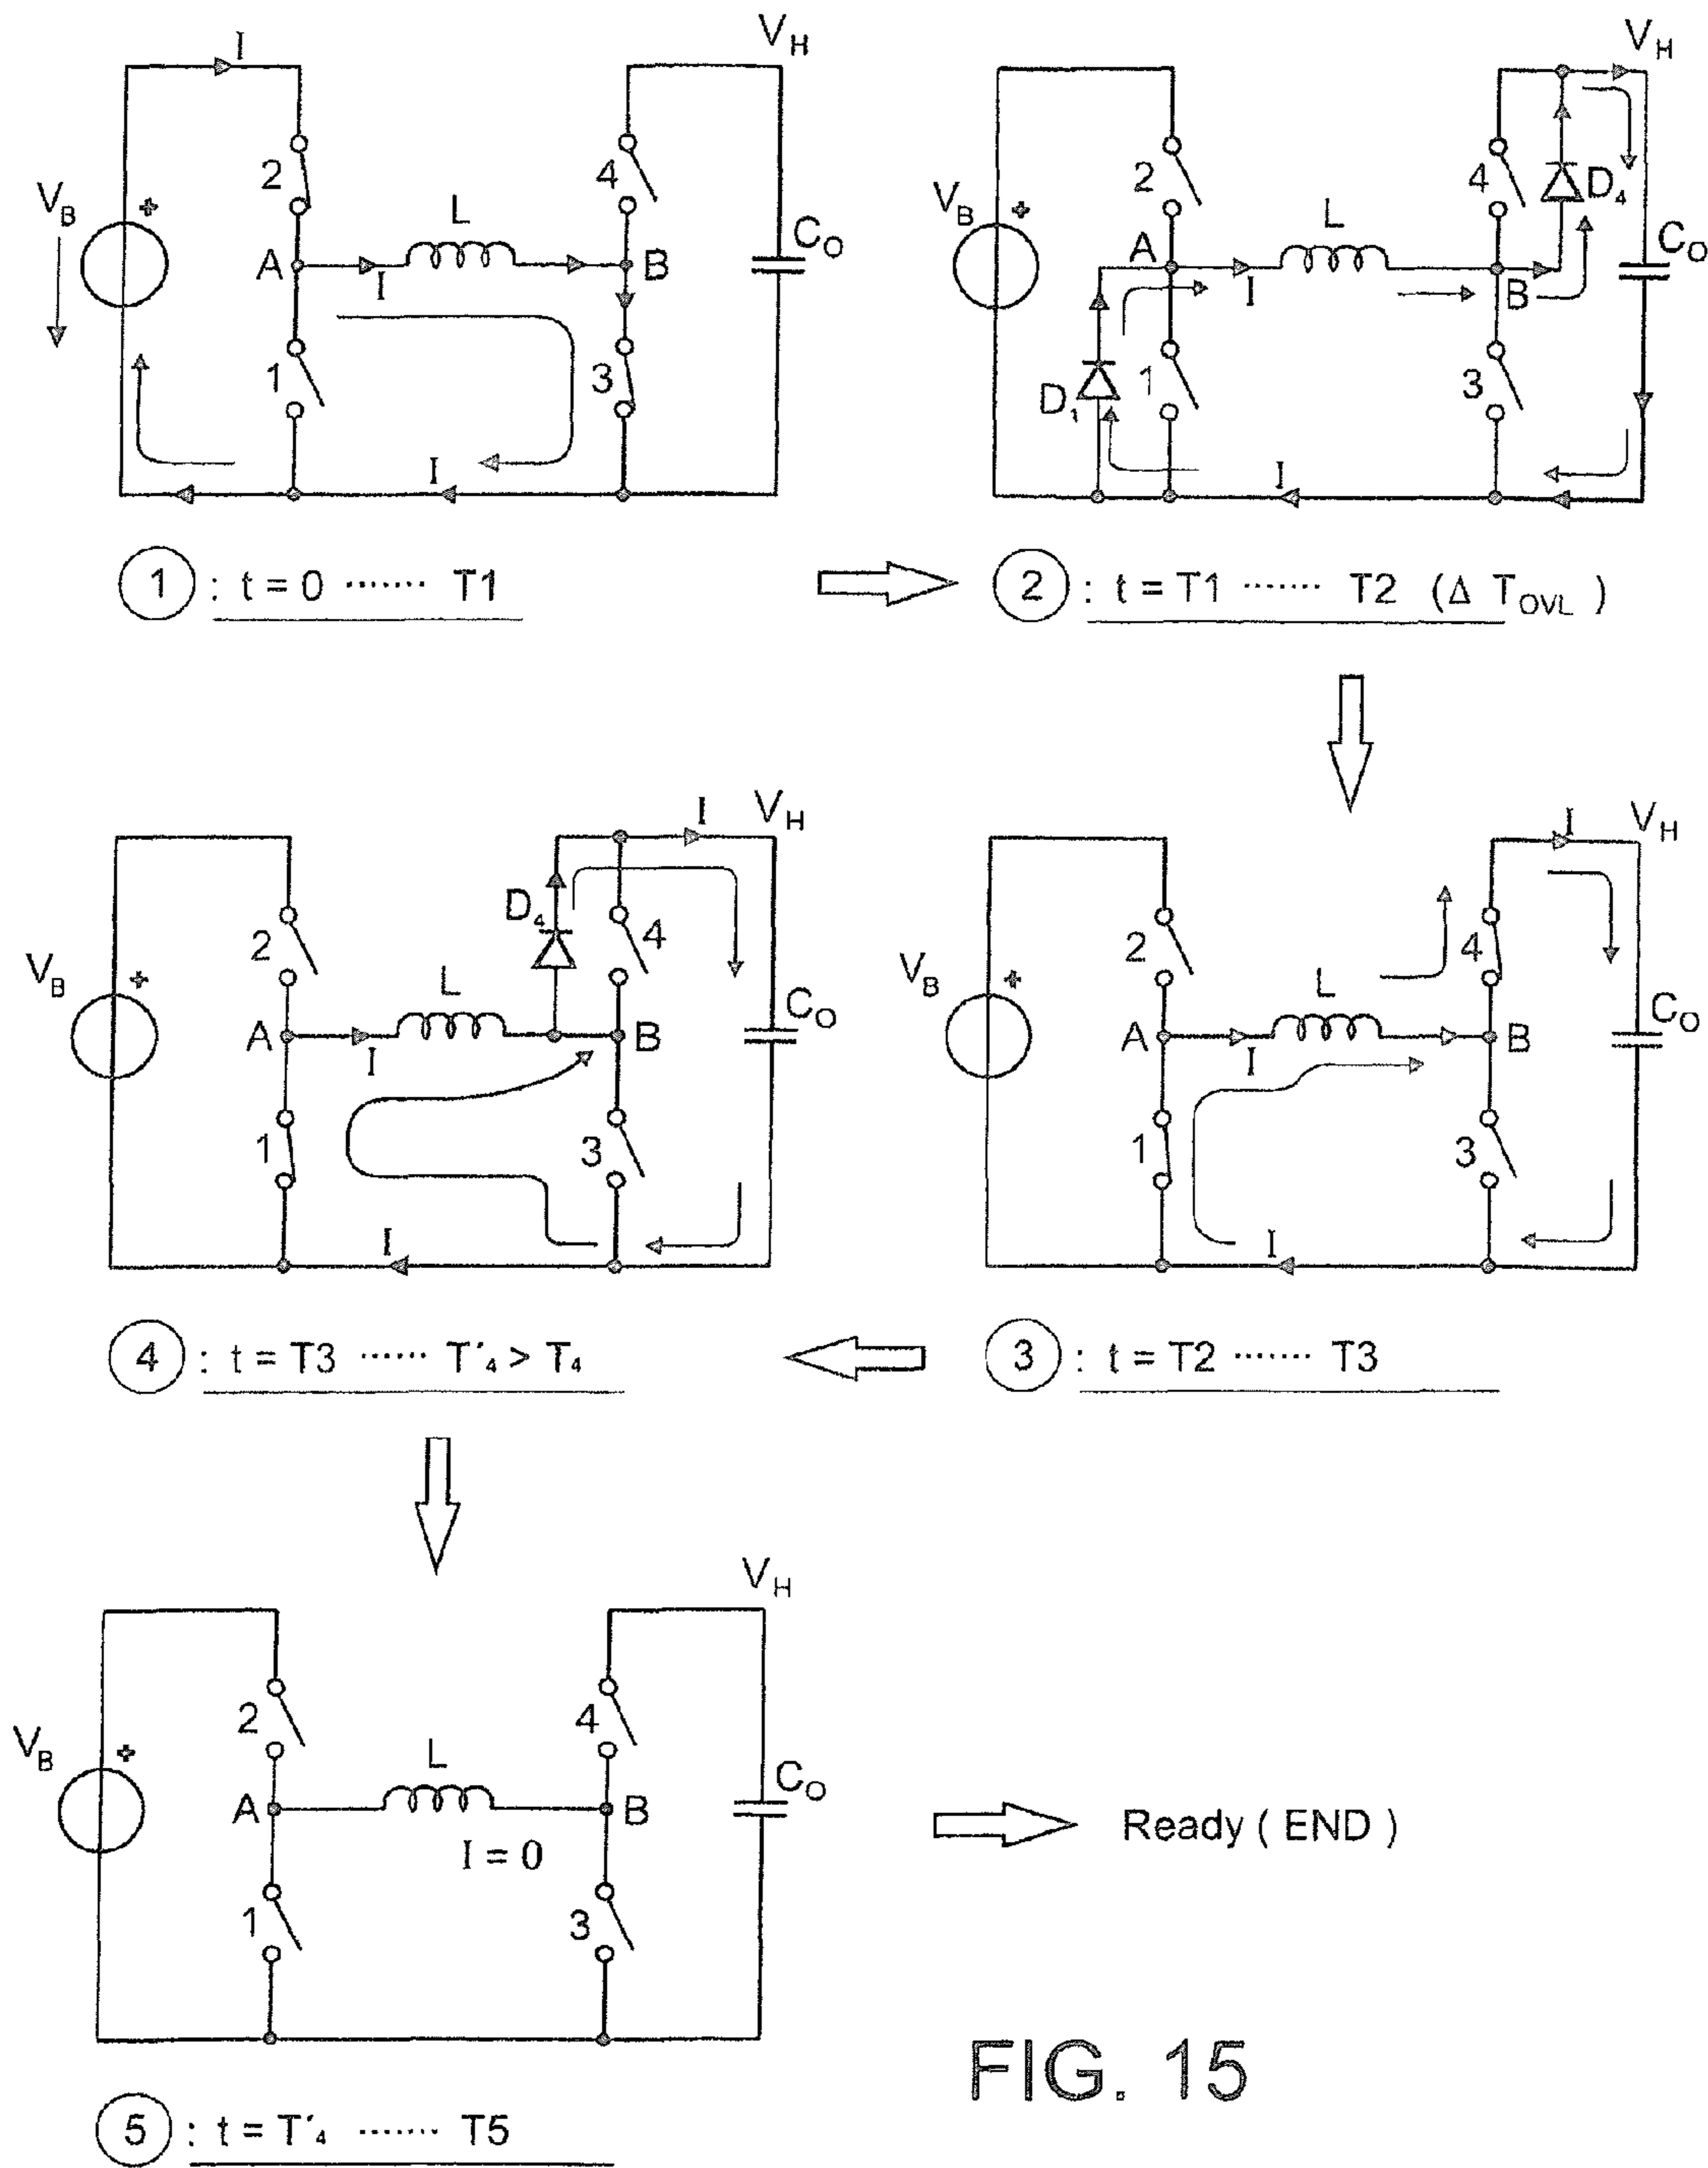 I
V_H
V_B
+
2
4
A
L
B
C_O
I
1
3
I
1 : t = 0 ······· T1
V_H
V_B
+
2
4
D_4
A
L
B
C_O
I
D_1
1
3
I
2 : t = T1 ······· T2 (Δ T_OVL )
I
V_H
D_4
2
4
V_B
+
L
A
B
C_O
I
1
3
I
4 : t = T3 ······ T´_4 > T_4
I
V_H
2
4
V_B
+
L
A
B
C_O
I
1
3
I
3 : t = T2 ······· T3
V_H
2
4
V_B
+
L
A
B
C_O
I = 0
1
3
Ready ( END )
5 : t = T´_4 ······· T5
FIG. 15